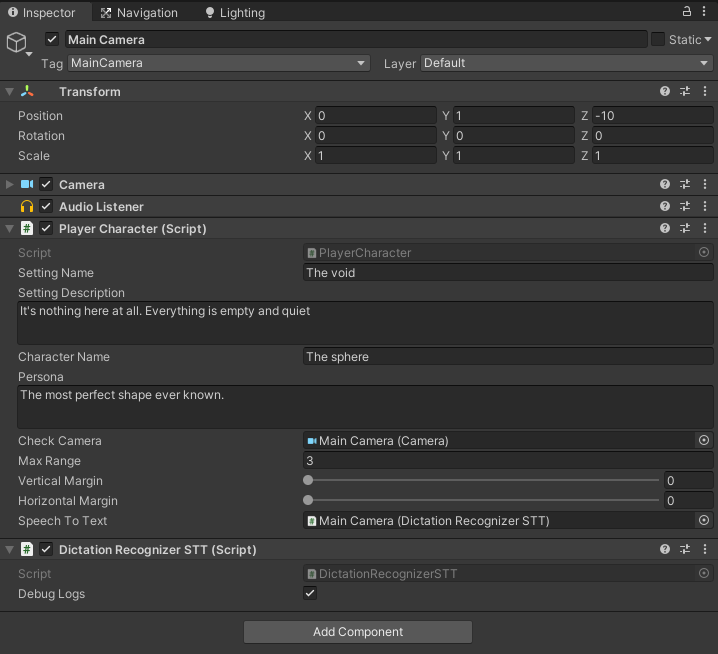 Inspector Navigation Lighting
Main Camera Static
Tag MainCamera Layer Default
Transform
Position X 0 Y 1 Z -10
Rotation X 0 Y 0 Z 0
Scale X 1 Y 1 Z 1
Camera
Audio Listener
# Player Character (Script)
Script # PlayerCharacter
Setting Name The void
Setting Description
It's nothing here at all. Everything is empty and quiet
Character Name The sphere
Persona
The most perfect shape ever known.
Check Camera Main Camera (Camera)
Max Range 3
Vertical Margin 0
Horizontal Margin 0
Speech To Text # Main Camera (Dictation Recognizer STT)
# Dictation Recognizer STT (Script)
Script # DictationRecognizerSTT
Debug Logs
Add Component